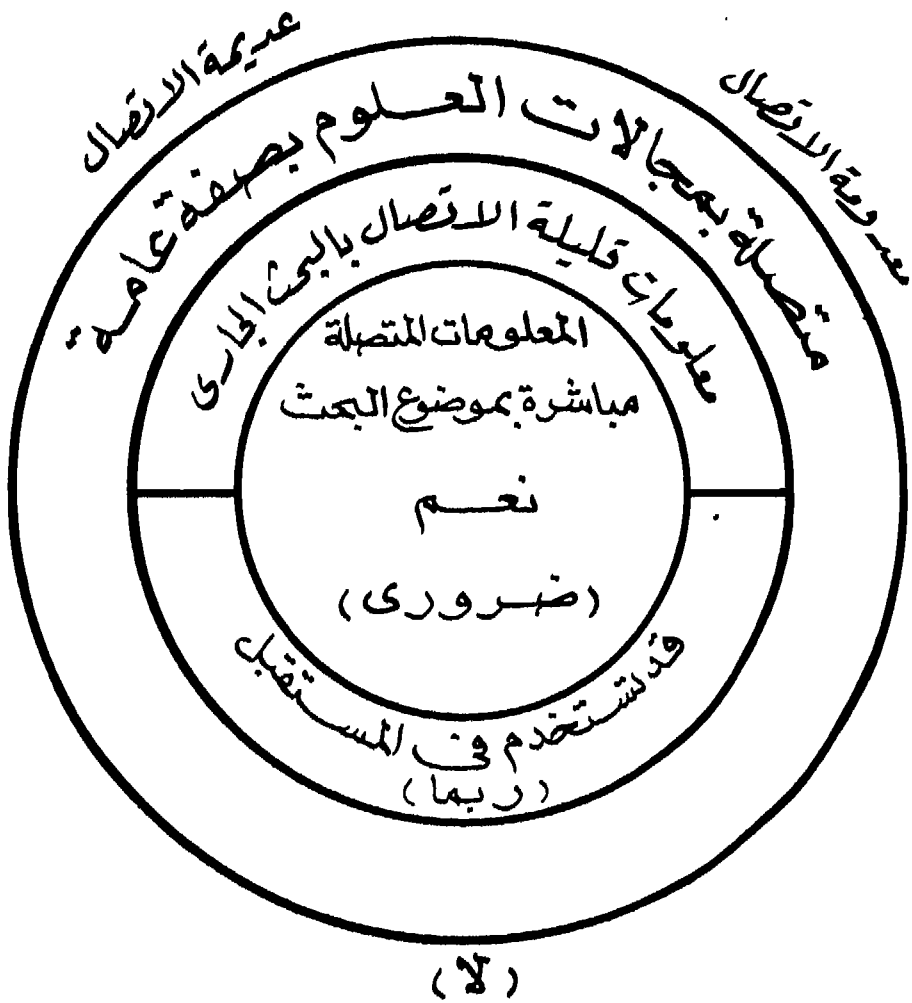 عديمة الاتصال
معدومة الاتصال
متصلة بمجالات العلوم بصفة عامة
معلومات قليلة الاتصال بالبحث الجارى
المعلومات المتصلة
مباشرة بموضوع البحث
نعم
(ضرورى)
قد تستخدم فى المستقبل
(ربما)
(لا)